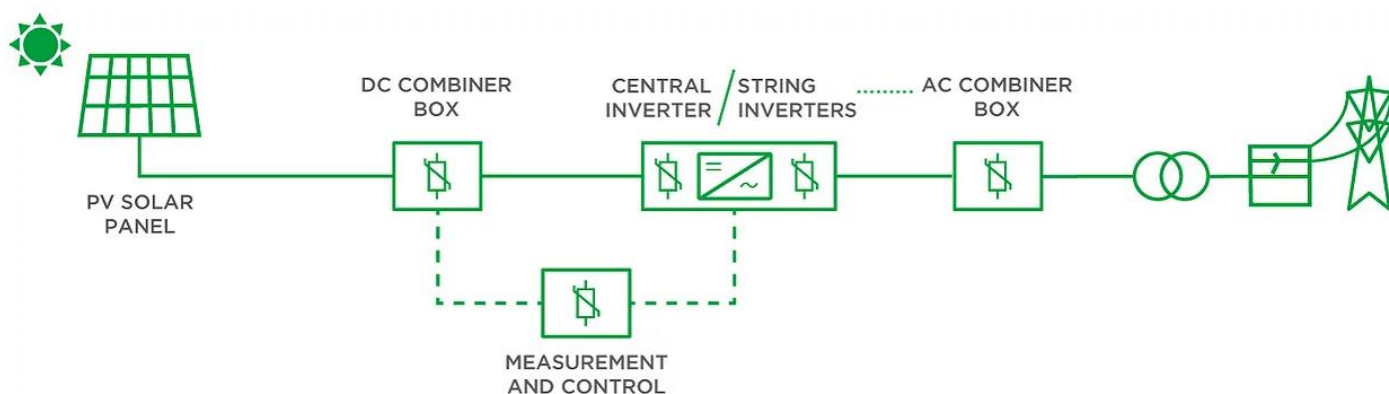 DC COMBINER
BOX
CENTRAL
INVERTER
/
STRING
INVERTERS
.........
AC COMBINER
BOX
PV SOLAR
PANEL
MEASUREMENT
AND CONTROL